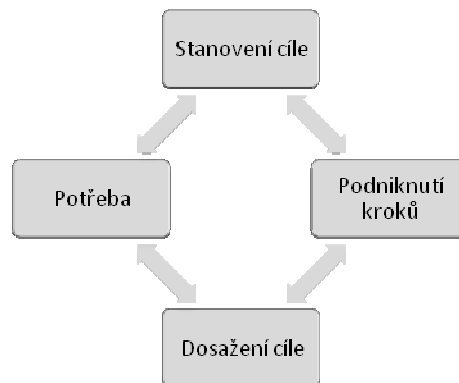 Stanovení cíle
Potřeba
Podniknutí
kroků
Dosažení cíle